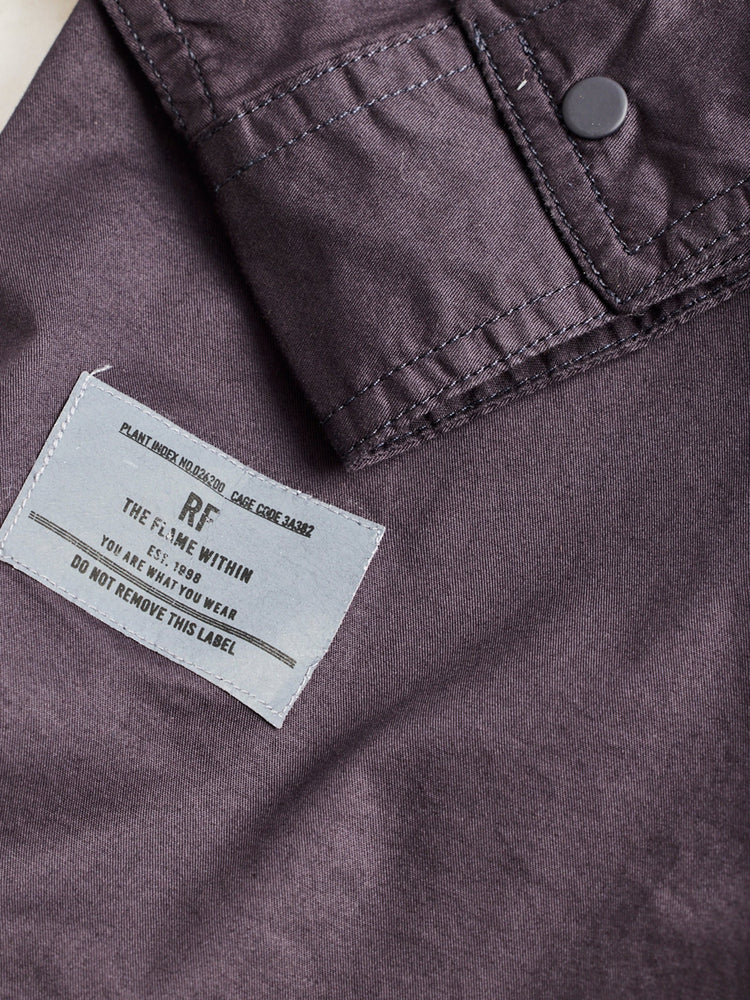 PLANT INDEX NO.D26200 CAGE CODE 3A382
RF
THE FLAME WITHIN
EST. 1998
YOU ARE WHAT YOU WEAR
DO NOT REMOVE THIS LABEL